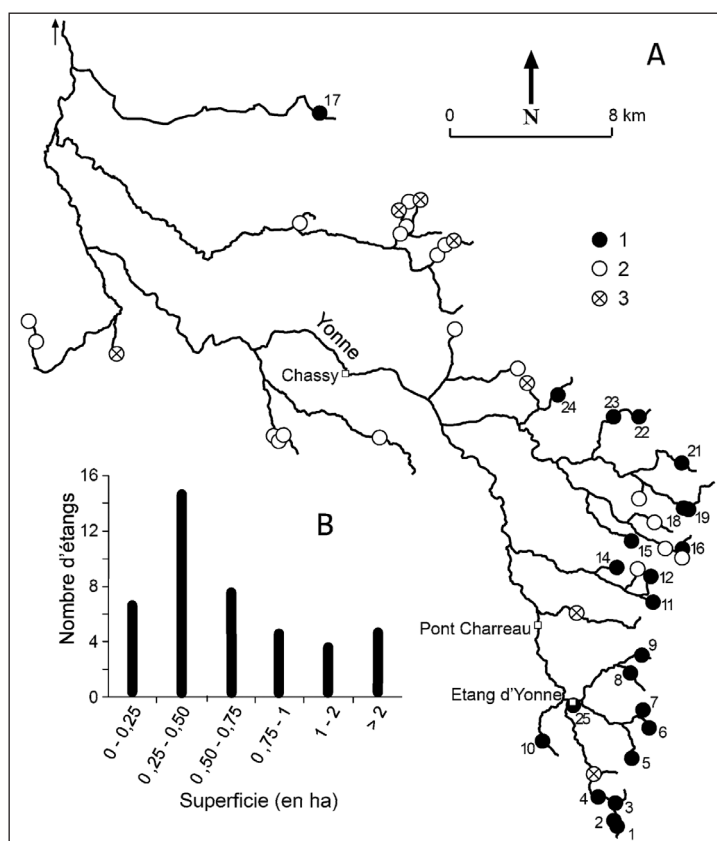 A
17
N
0 8 km
1
2
3
Yonne
Chassy
24
23
22
21
19
18
16
15
14
12
11
Pont Charreau
9
8
Etang d'Yonne
25
7
6
10
5
4
3
2
1
B
Nombre d'étangs
16
12
8
4
0
0 - 0,25
0,25 - 0,50
0,50 - 0,75
0,75 - 1
1 - 2
> 2
Superficie (en ha)